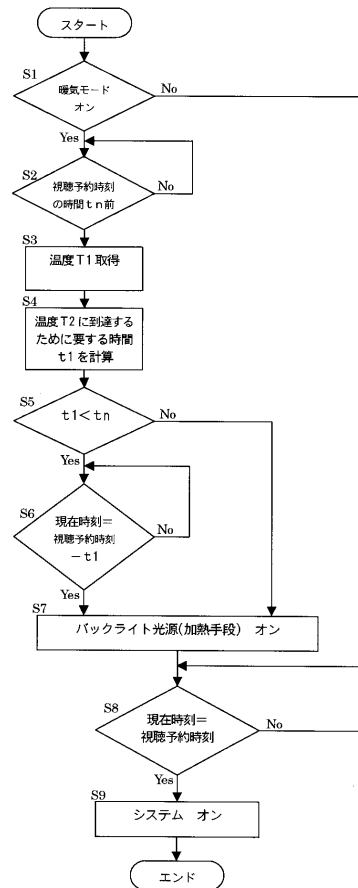 スタート
S1
暖気モード
オン
No
Yes
S2
視聴予約時刻
の時間tn前
No
S3
温度T1取得
S4
温度T2に到達する
ために要する時間
t1を計算
S5
t1<tn
No
Yes
S6
現在時刻=
視聴予約時刻
-t1
No
Yes
S7
バックライト光源(加熱手段) オン
S8
現在時刻=
視聴予約時刻
No
Yes
S9
システム オン
エンド